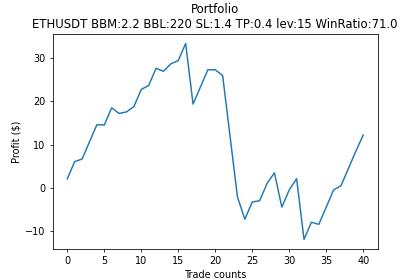 Portfolio
ETHUSDT BBM:2.2 BBL:220 SL:1.4 TP:0.4 lev:15 WinRatio:71.0
30
20
10
0
−10
Profit ($)
0 5 10 15 20 25 30 35 40
Trade counts